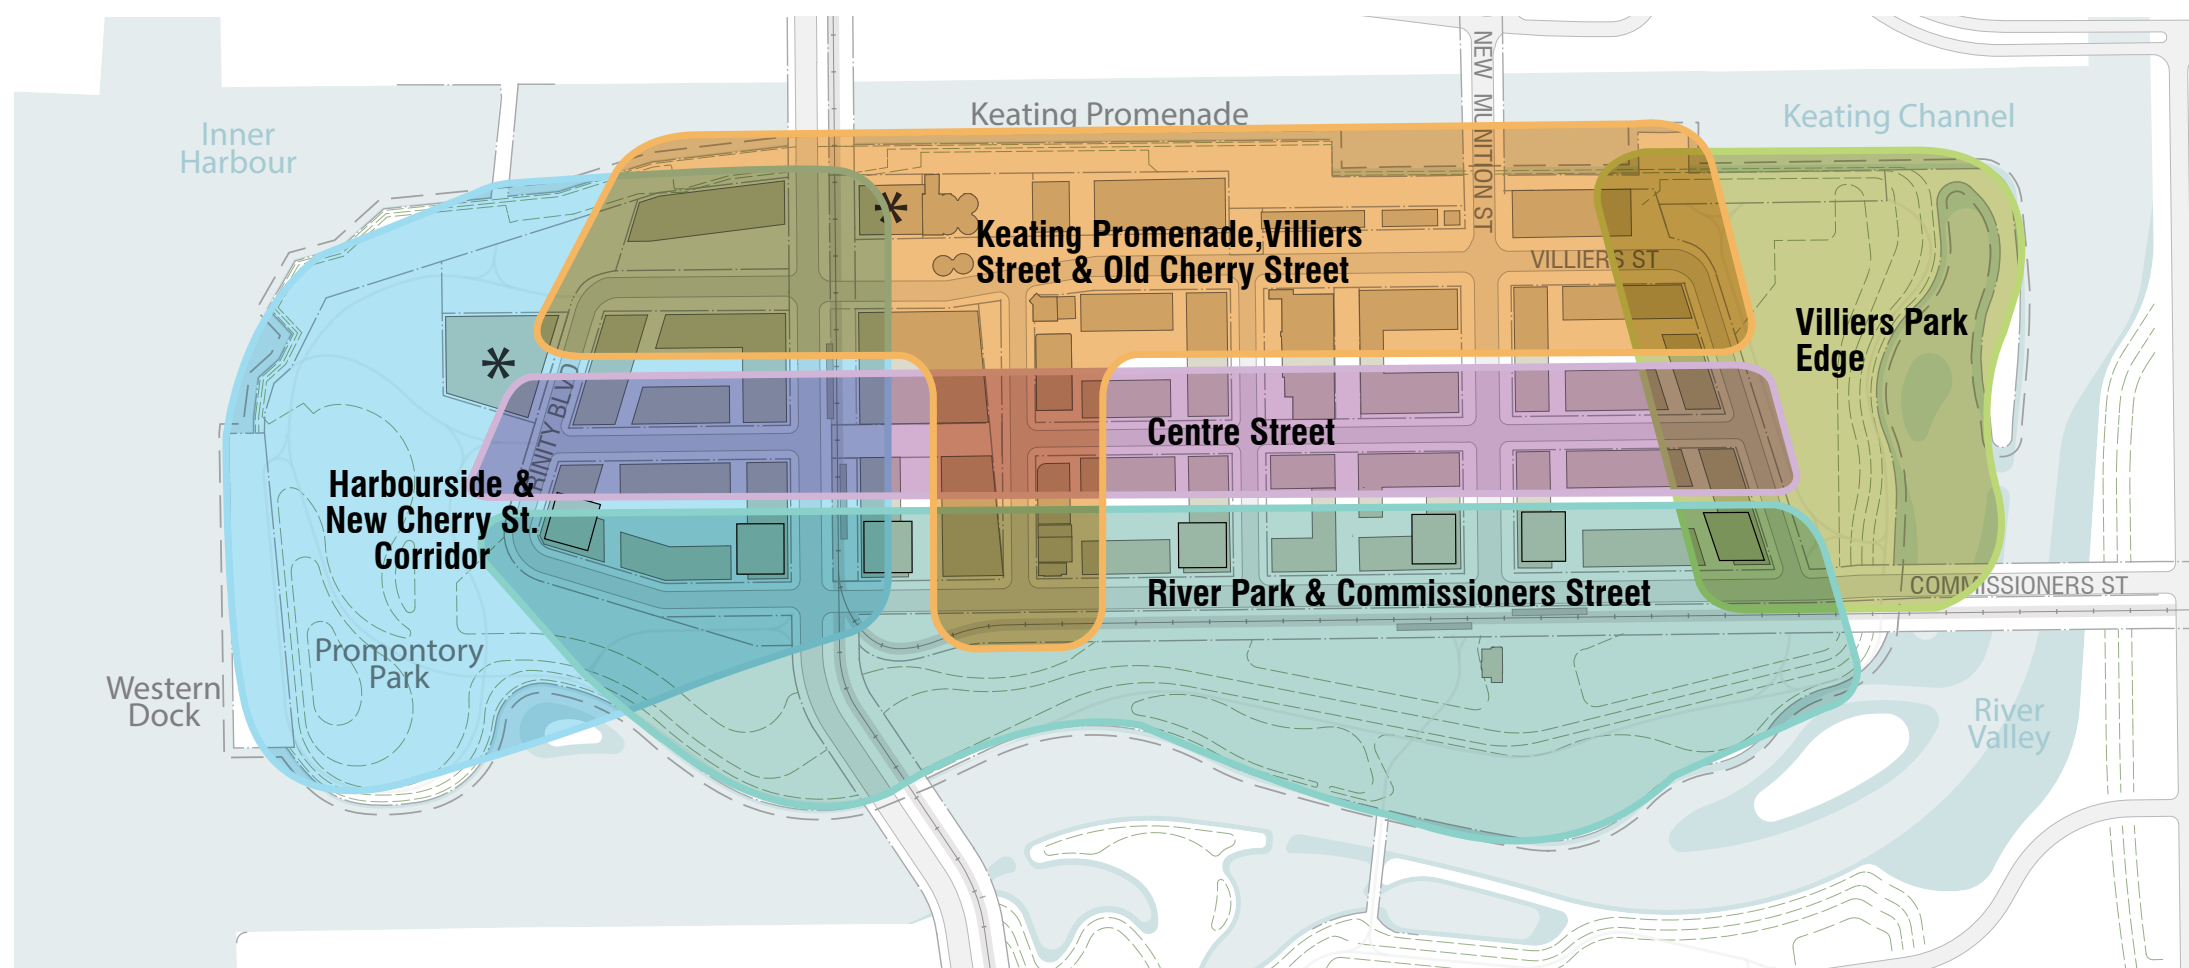 NEW MUNITION ST
Keating Promenade
Keating Channel
Inner
Harbour
*
Keating Promenade,Villiers
Street & Old Cherry Street
VILLIERS ST
Villiers Park
Edge
*
TRINITY BLVD
Centre Street
Harbourside &
New Cherry St.
Corridor
River Park & Commissioners Street
COMMISSIONERS ST
Promontory
Park
Western
Dock
River
Valley